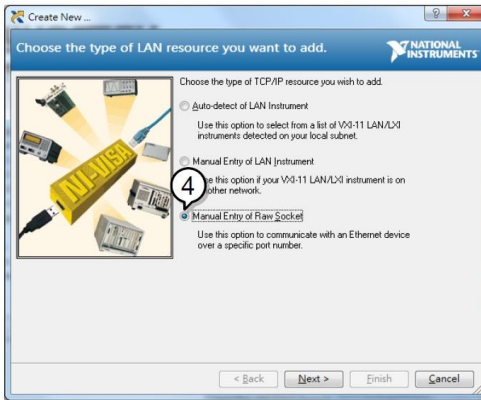 Create New ...
Choose the type of LAN resource you want to add.
NATIONAL
INSTRUMENTS
Choose the type of TCP/IP resource you wish to add.
Auto-detect of LAN Instrument
Use this option to select from a list of VXI-11 LAN/LXI
instruments detected on your local subnet.
Manual Entry of LAN Instrument
this option if your VXI-11 LAN/LXI instrument is on
other network.
4
Manual Entry of Raw Socket
Use this option to communicate with an Ethernet device
over a specific port number.
NI-VISA
< Back
Next >
Finish
Cancel